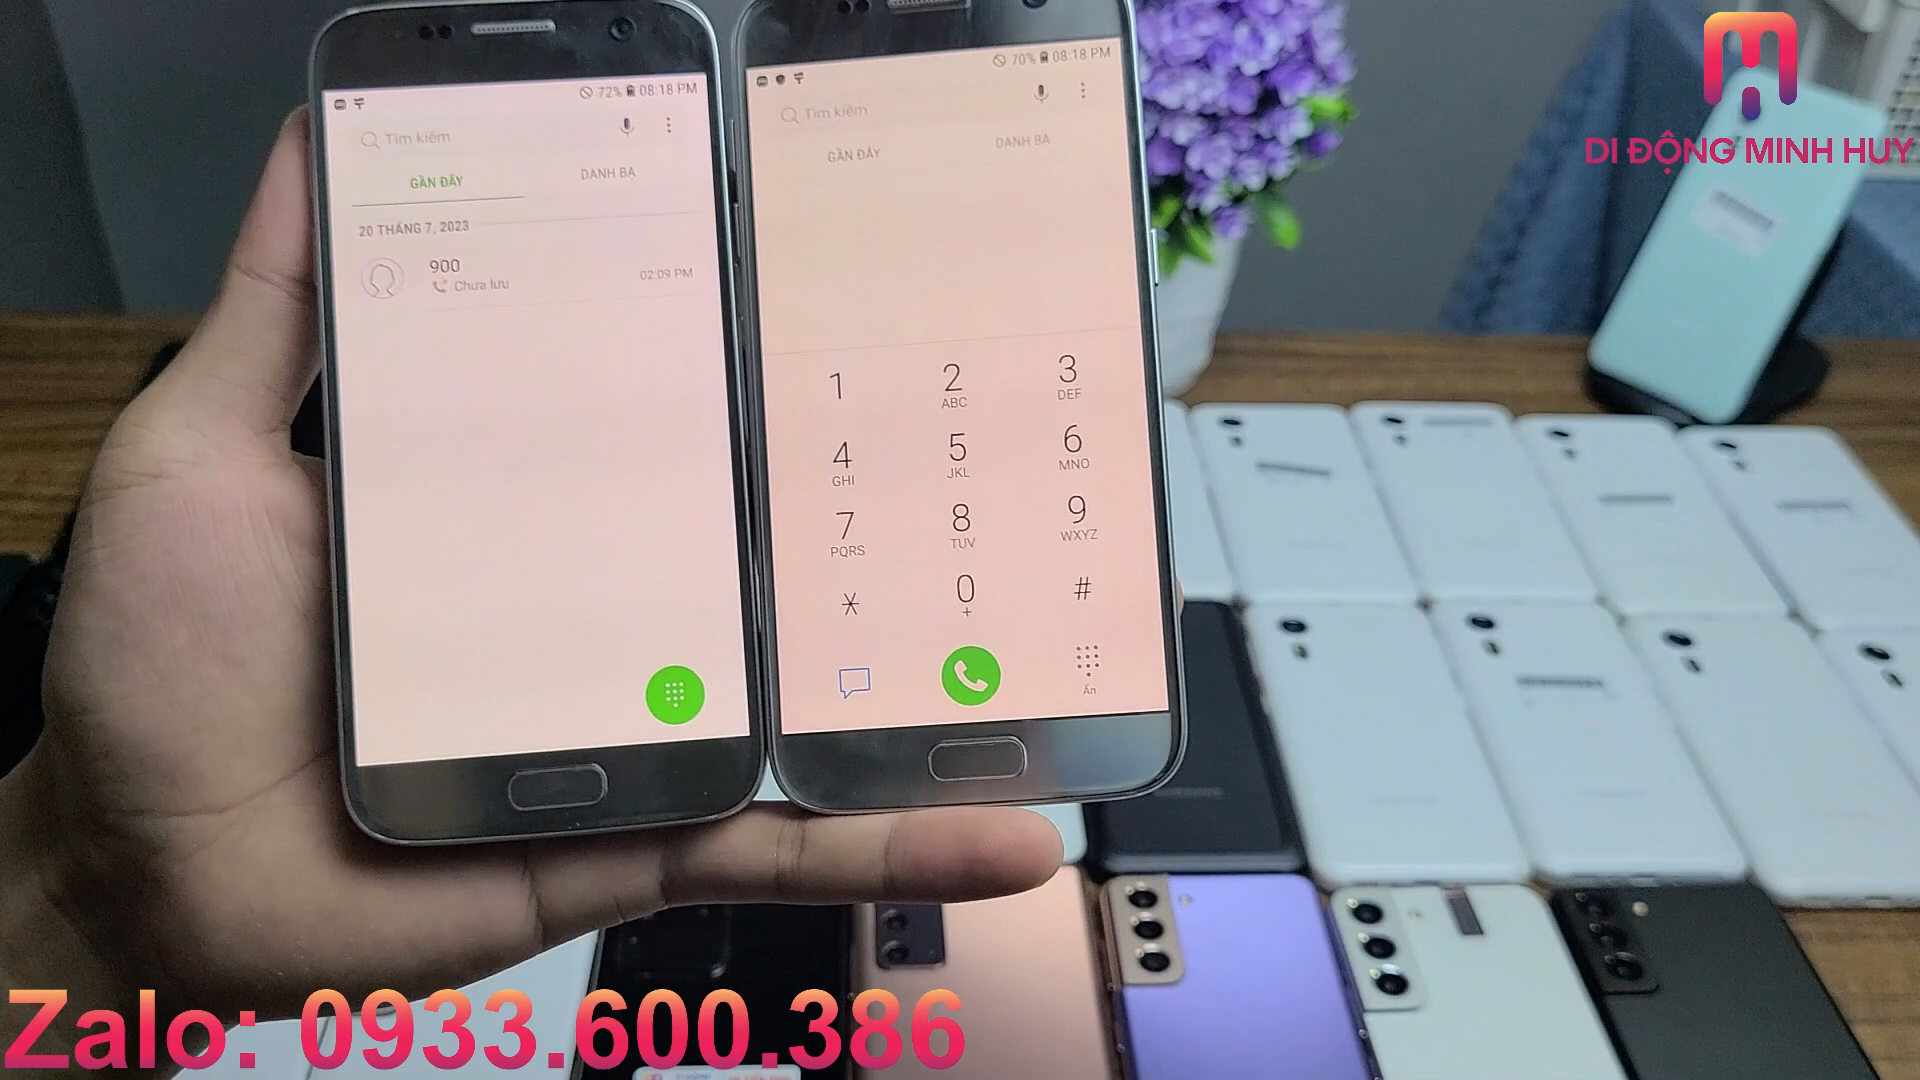 DI ĐỘNG MINH HUY
72% 08:18 PM
Tìm kiếm
GẦN ĐÂY
DANH BẠ
20 THÁNG 7, 2023
900
Chưa lưu
02:09 PM
70% 08:18 PM
Tìm kiếm
GẦN ĐÂY
DANH BẠ
1
2
ABC
3
DEF
4
GHI
5
JKL
6
MNO
7
PQRS
8
TUV
9
WXYZ
*
0
+
#
Ẩn
Zalo: 0933.600.386